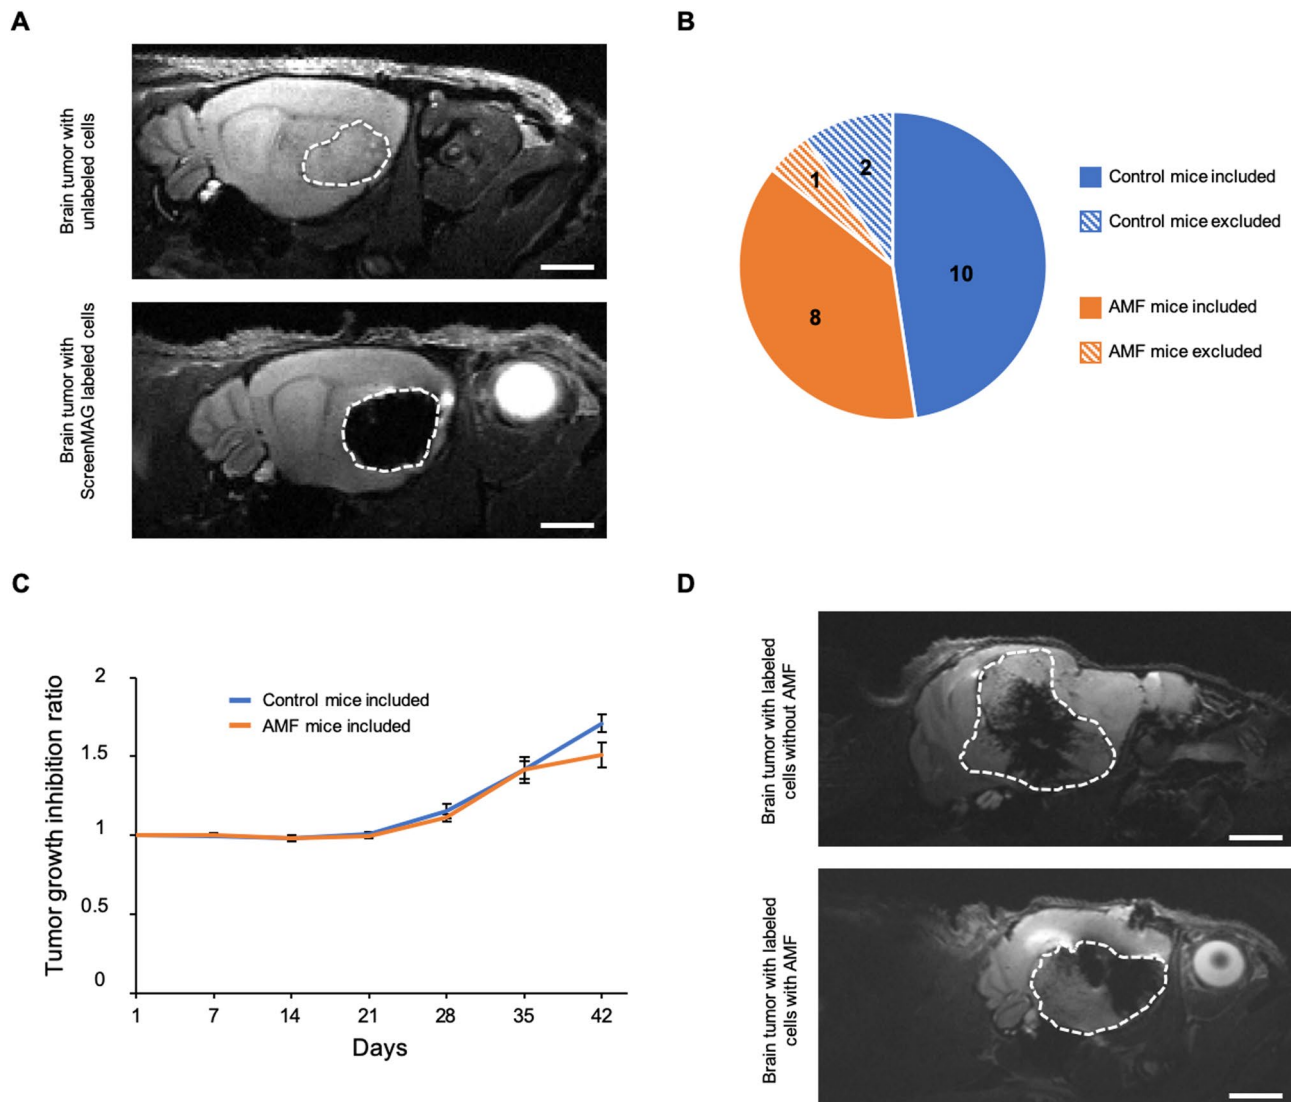 A
Brain tumor with
unlabeled cells
Brain tumor with
ScreenMAG labeled cells
B
2
1
10
8
Control mice included
Control mice excluded
AMF mice included
AMF mice excluded
C
Tumor growth inhibition ratio
2
1.5
1
0.5
0
Control mice included
AMF mice included
1 7 14 21 28 35 42
Days
D
Brain tumor with labeled
cells without AMF
Brain tumor with labeled
cells with AMF